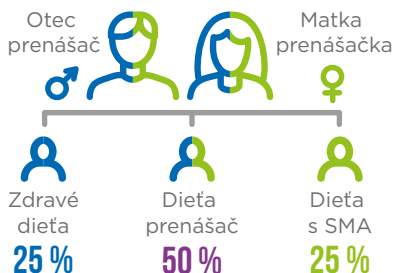 Otec
prenášač
Matka
prenášačka
Zdravé
dieťa
25 %
Dieťa
prenášač
50 %
Dieťa
s SMA
25 %